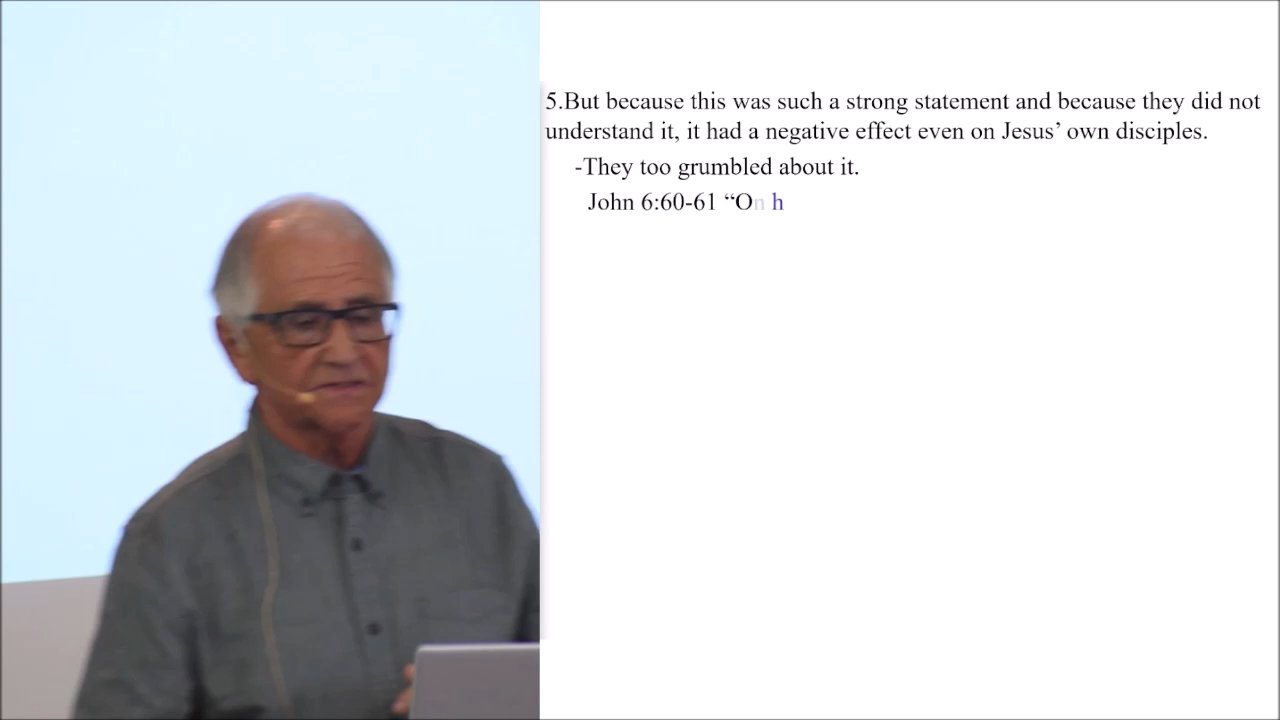 5.But because this was such a strong statement and because they did not
understand it, it had a negative effect even on Jesus’ own disciples.
-They too grumbled about it.
John 6:60-61 “On h